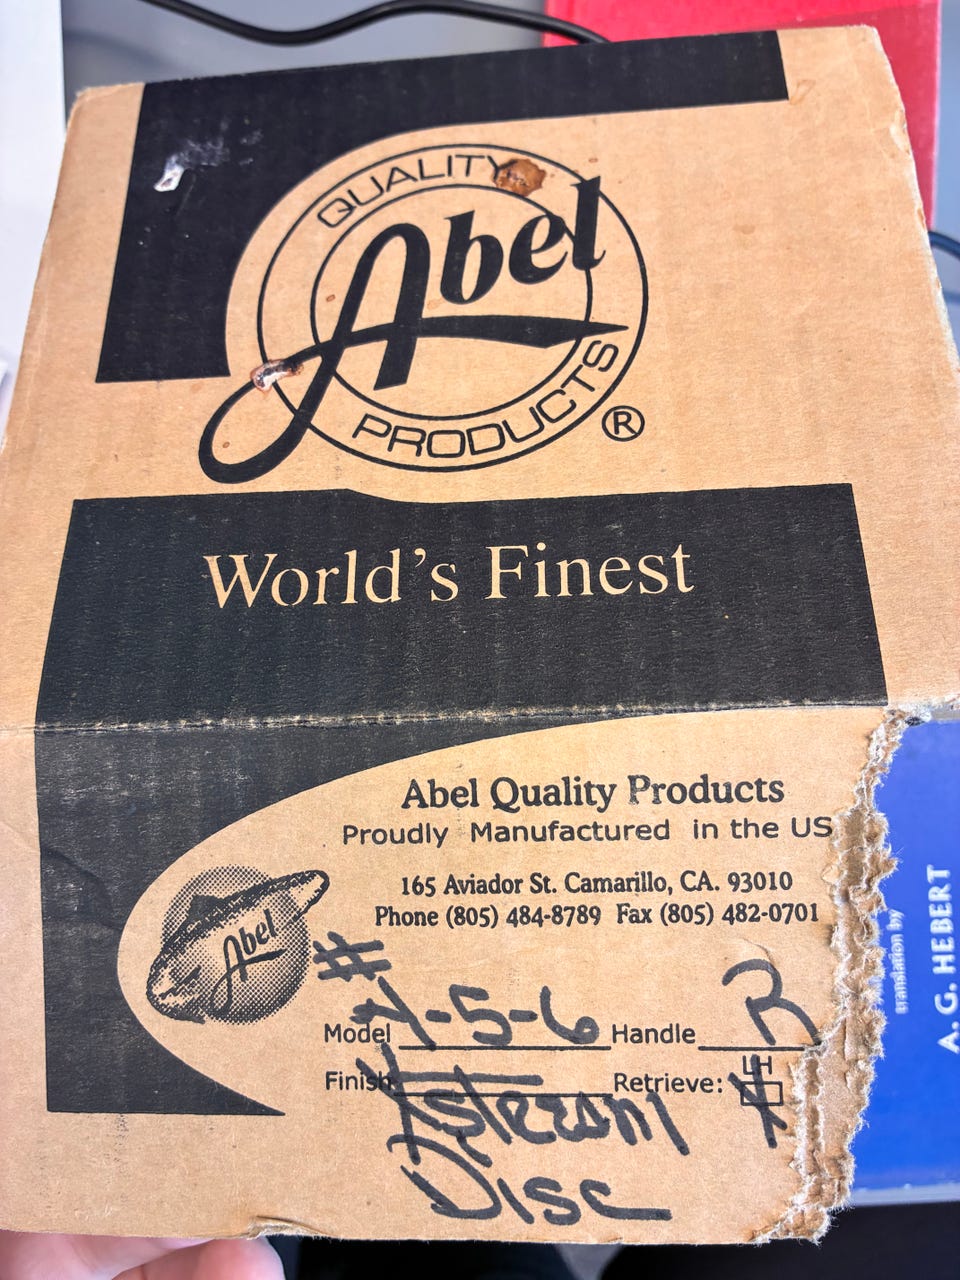 QUALITY
Abel
PRODUCTS
®
World's Finest
Abel Quality Products
Proudly Manufactured in the US
165 Aviador St. Camarillo, CA. 93010
Phone (805) 484-8789 Fax (805) 482-0701
Abel
#
Model 4-5-6 Handle R
Finish Retrieve: LH
Disc
translation by
A. G. HEBERT